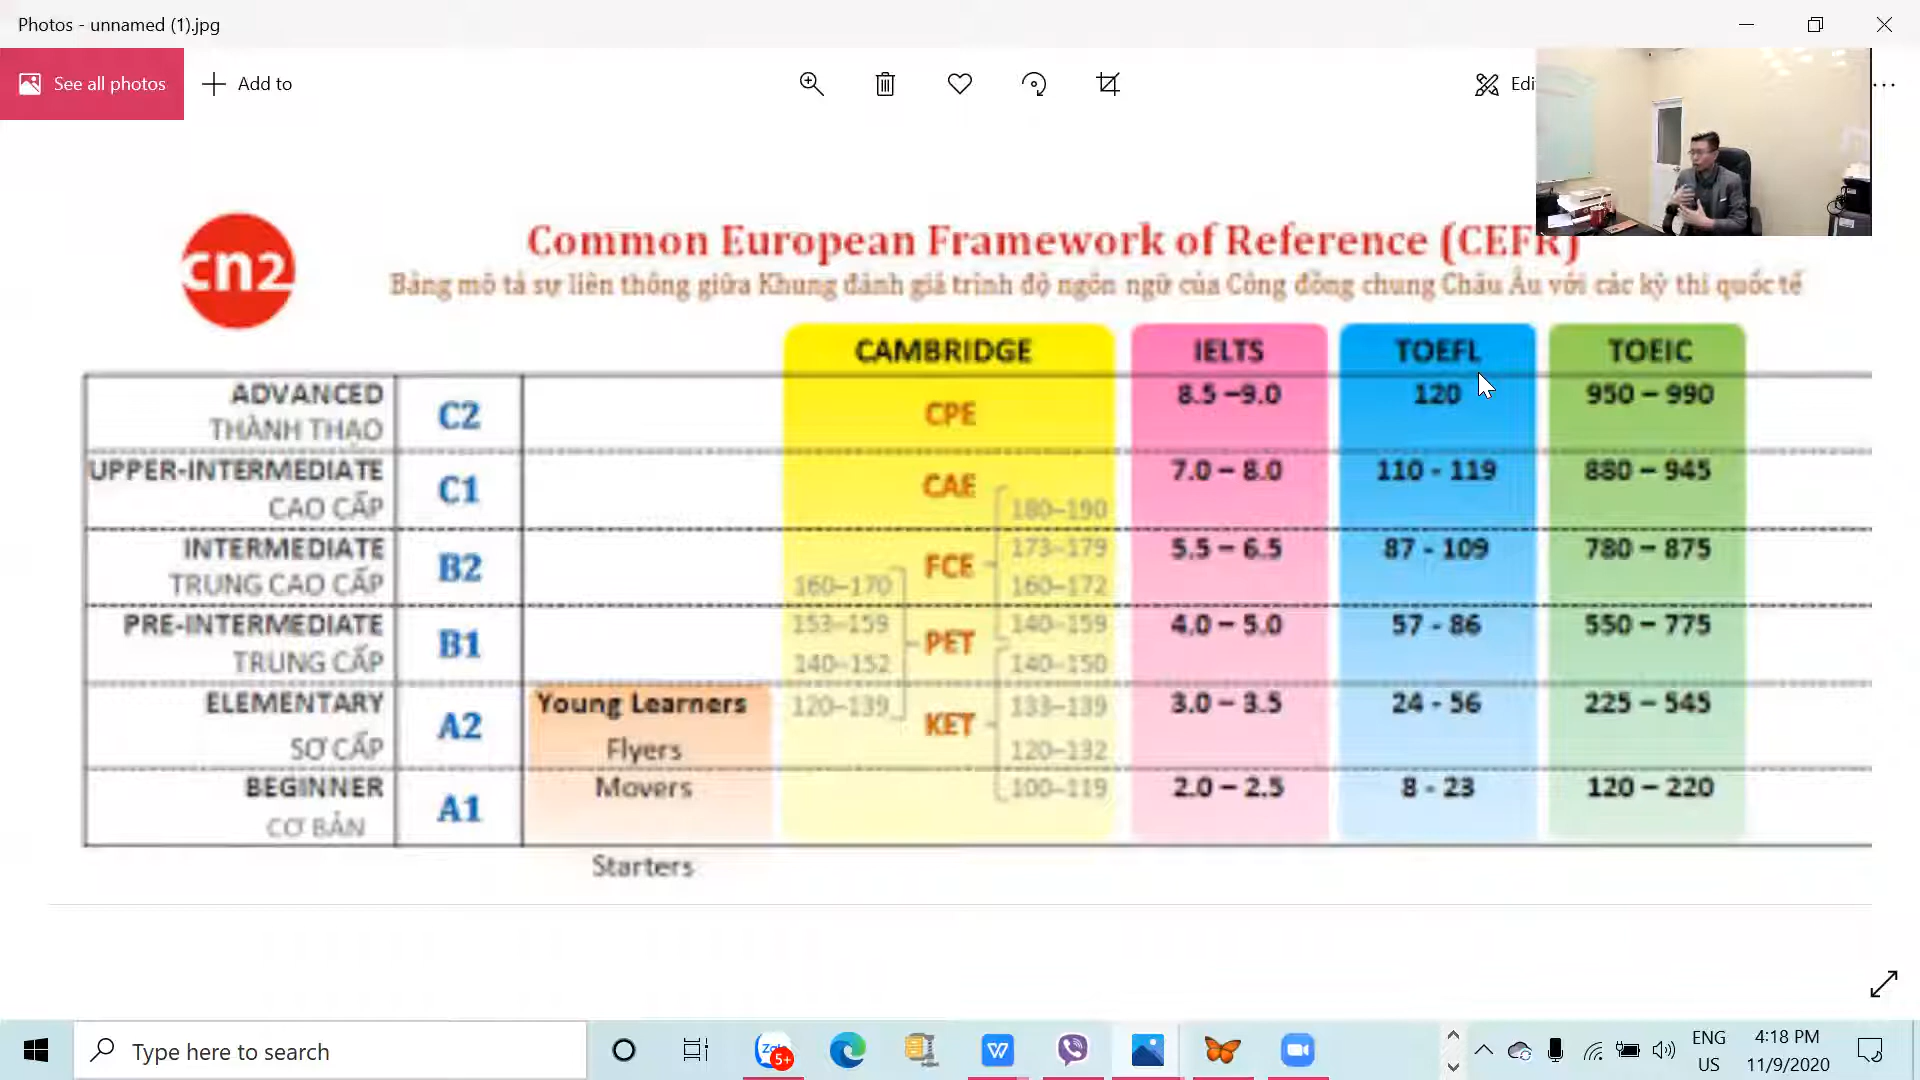 Photos - unnamed (1).jpg
See all photos
Add to
cn2
Common European Framework of Reference (CEFR)
Bảng mô tả sự liên thông giữa Khung đánh giá trình độ ngôn ngữ của Cộng đồng chung Châu Âu với các kỳ thi quốc tế
CAMBRIDGE IELTS TOEFL TOEIC
ADVANCED
THÀNH THẠO
C2 CPE 8.5 –9.0 120 950 – 990
UPPER-INTERMEDIATE
CAO CẤP
C1 CAE 7.0 – 8.0 110 - 119 880 – 945
180–190
INTERMEDIATE
TRUNG CAO CẤP
B2 FCE 173–179 5.5 – 6.5 87 - 109 780 – 875
160–170 160–172
PRE-INTERMEDIATE
TRUNG CẤP
B1 153–159 PET 140–159 4.0 – 5.0 57 - 86 550 – 775
140–152 140–150
ELEMENTARY
SƠ CẤP
A2 Young Learners 120–139 KET 133–139 3.0 – 3.5 24 - 56 225 – 545
Flyers 120–132
BEGINNER
CƠ BẢN
A1 Movers 100–119 2.0 – 2.5 8 - 23 120 – 220
Starters
Type here to search
5+
ENG
US
4:18 PM
11/9/2020